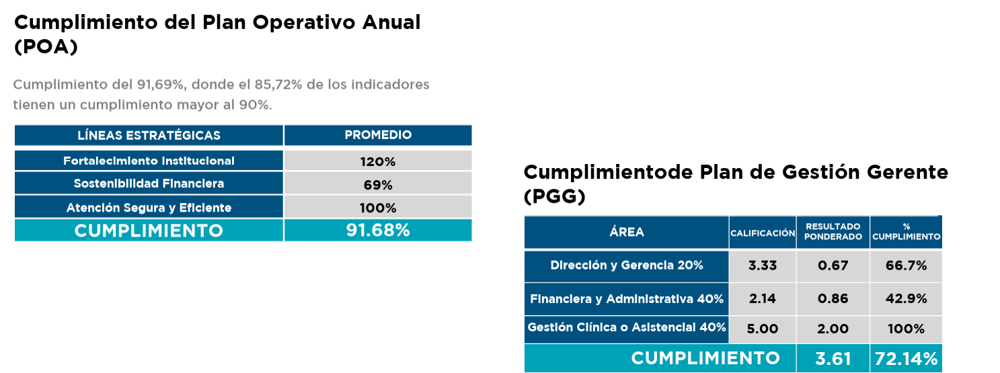 Cumplimiento del Plan Operativo Anual
(POA)
Cumplimiento del 91,69%, donde el 85,72% de los indicadores
tienen un cumplimiento mayor al 90%.
LÍNEAS ESTRATÉGICAS PROMEDIO
Fortalecimiento Institucional 120%
Sostenibilidad Financiera 69%
Atención Segura y Eficiente 100%
CUMPLIMIENTO 91.68%
Cumplimientode Plan de Gestión Gerente
(PGG)
ÁREA CALIFICACIÓN RESULTADO PONDERADO % CUMPLIMIENTO
Dirección y Gerencia 20% 3.33 0.67 66.7%
Financiera y Administrativa 40% 2.14 0.86 42.9%
Gestión Clínica o Asistencial 40% 5.00 2.00 100%
CUMPLIMIENTO 3.61 72.14%